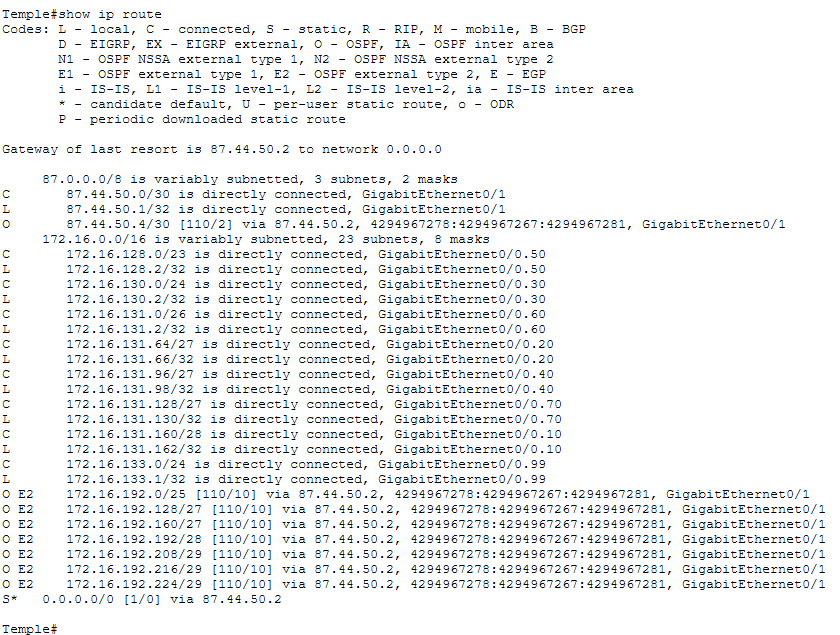 Temple#show ip route
Codes: L - local, C - connected, S - static, R - RIP, M - mobile, B - BGP
       D - EIGRP, EX - EIGRP external, O - OSPF, IA - OSPF inter area
       N1 - OSPF NSSA external type 1, N2 - OSPF NSSA external type 2
       E1 - OSPF external type 1, E2 - OSPF external type 2, E - EGP
       i - IS-IS, L1 - IS-IS level-1, L2 - IS-IS level-2, ia - IS-IS inter area
       * - candidate default, U - per-user static route, o - ODR
       P - periodic downloaded static route

Gateway of last resort is 87.44.50.2 to network 0.0.0.0

     87.0.0.0/8 is variably subnetted, 3 subnets, 2 masks
C       87.44.50.0/30 is directly connected, GigabitEthernet0/1
L       87.44.50.1/32 is directly connected, GigabitEthernet0/1
O       87.44.50.4/30 [110/2] via 87.44.50.2, 4294967278:4294967267:4294967281, GigabitEthernet0/1
     172.16.0.0/16 is variably subnetted, 23 subnets, 8 masks
C       172.16.128.0/23 is directly connected, GigabitEthernet0/0.50
L       172.16.128.2/32 is directly connected, GigabitEthernet0/0.50
C       172.16.130.0/24 is directly connected, GigabitEthernet0/0.30
L       172.16.130.2/32 is directly connected, GigabitEthernet0/0.30
C       172.16.131.0/26 is directly connected, GigabitEthernet0/0.60
L       172.16.131.2/32 is directly connected, GigabitEthernet0/0.60
C       172.16.131.64/27 is directly connected, GigabitEthernet0/0.20
L       172.16.131.66/32 is directly connected, GigabitEthernet0/0.20
C       172.16.131.96/27 is directly connected, GigabitEthernet0/0.40
L       172.16.131.98/32 is directly connected, GigabitEthernet0/0.40
C       172.16.131.128/27 is directly connected, GigabitEthernet0/0.70
L       172.16.131.130/32 is directly connected, GigabitEthernet0/0.70
C       172.16.131.160/28 is directly connected, GigabitEthernet0/0.10
L       172.16.131.162/32 is directly connected, GigabitEthernet0/0.10
C       172.16.133.0/24 is directly connected, GigabitEthernet0/0.99
L       172.16.133.1/32 is directly connected, GigabitEthernet0/0.99
O E2    172.16.192.0/25 [110/10] via 87.44.50.2, 4294967278:4294967267:4294967281, GigabitEthernet0/1
O E2    172.16.192.128/27 [110/10] via 87.44.50.2, 4294967278:4294967267:4294967281, GigabitEthernet0/1
O E2    172.16.192.160/27 [110/10] via 87.44.50.2, 4294967278:4294967267:4294967281, GigabitEthernet0/1
O E2    172.16.192.192/28 [110/10] via 87.44.50.2, 4294967278:4294967267:4294967281, GigabitEthernet0/1
O E2    172.16.192.208/29 [110/10] via 87.44.50.2, 4294967278:4294967267:4294967281, GigabitEthernet0/1
O E2    172.16.192.216/29 [110/10] via 87.44.50.2, 4294967278:4294967267:4294967281, GigabitEthernet0/1
O E2    172.16.192.224/29 [110/10] via 87.44.50.2, 4294967278:4294967267:4294967281, GigabitEthernet0/1
S*   0.0.0.0/0 [1/0] via 87.44.50.2

Temple#